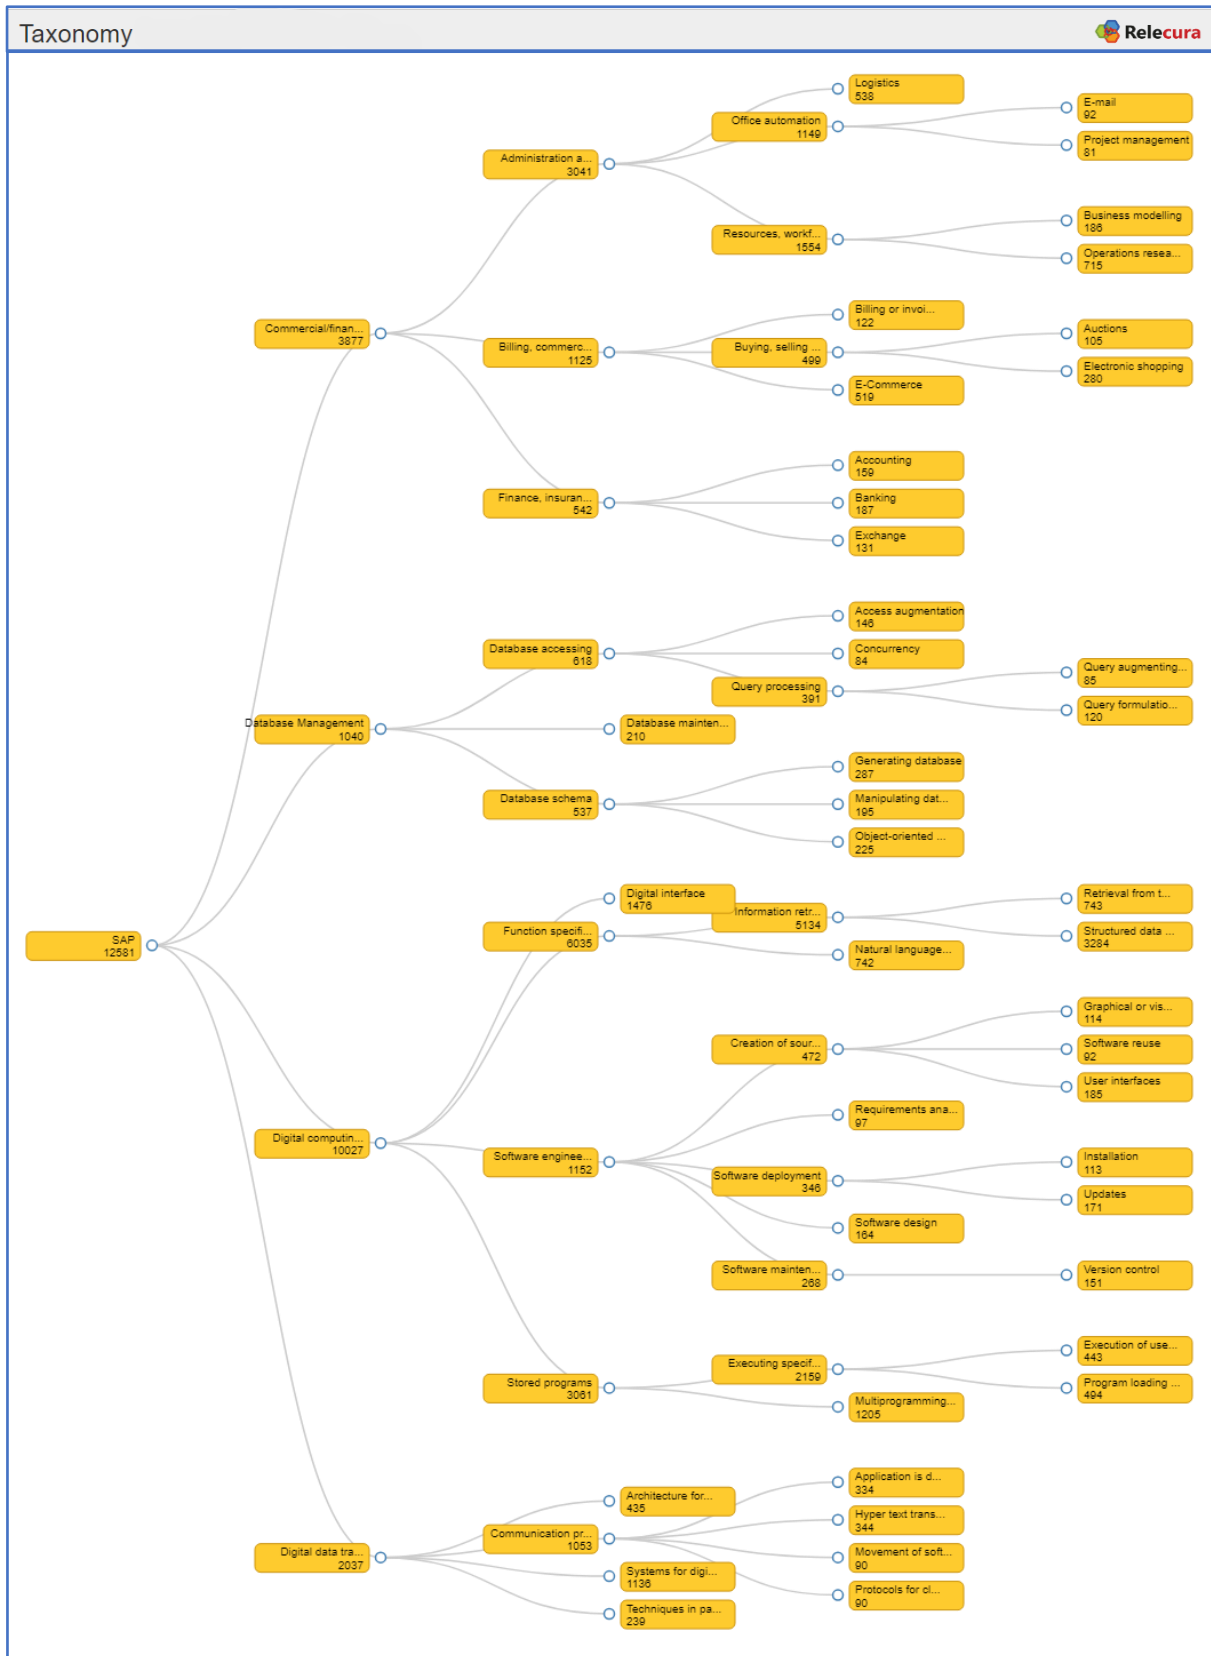 Taxonomy
Relecura
Logistics
538
Office automation
1149
E-mail
92
Project management
81
Administration a...
3041
Resources, workf...
1554
Business modelling
186
Operations resea...
715
Commercial/finan...
3877
Billing, commerc...
1125
Billing or invoi...
122
Buying, selling ...
499
Auctions
105
Electronic shopping
280
E-Commerce
519
Finance, insuran...
542
Accounting
159
Banking
187
Exchange
131
Database Management
1040
Database accessing
618
Access augmentation
146
Concurrency
84
Query processing
391
Query augmenting...
85
Query formulatio...
120
Database mainten...
210
Database schema
537
Generating database
287
Manipulating dat...
195
Object-oriented ...
225
SAP
12581
Digital computin...
10027
Digital interface
1476
Function specifi...
6035
Information retr...
5134
Retrieval from t...
743
Structured data ...
3284
Natural language...
742
Software enginee...
1152
Creation of sour...
472
Graphical or vis...
114
Software reuse
92
User interfaces
185
Requirements ana...
97
Software deployment
346
Installation
113
Updates
171
Software design
164
Software mainten...
268
Version control
151
Stored programs
3061
Executing specif...
2159
Execution of use...
443
Program loading ...
494
Multiprogramming...
1205
Digital data tra...
2037
Architecture for...
435
Communication pr...
1053
Application is d...
334
Hyper text trans...
344
Movement of soft...
90
Protocols for cl...
90
Systems for digi...
1136
Techniques in pa...
239